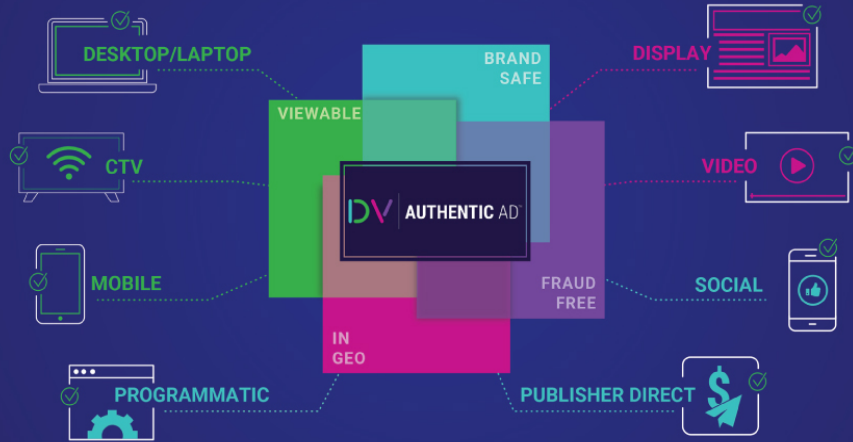 DESKTOP/LAPTOP
BRAND
SAFE
DISPLAY
VIEWABLE
CTV
VIDEO
DV AUTHENTIC AD™
MOBILE
FRAUD
FREE
SOCIAL
IN
GEO
PROGRAMMATIC
PUBLISHER DIRECT
$